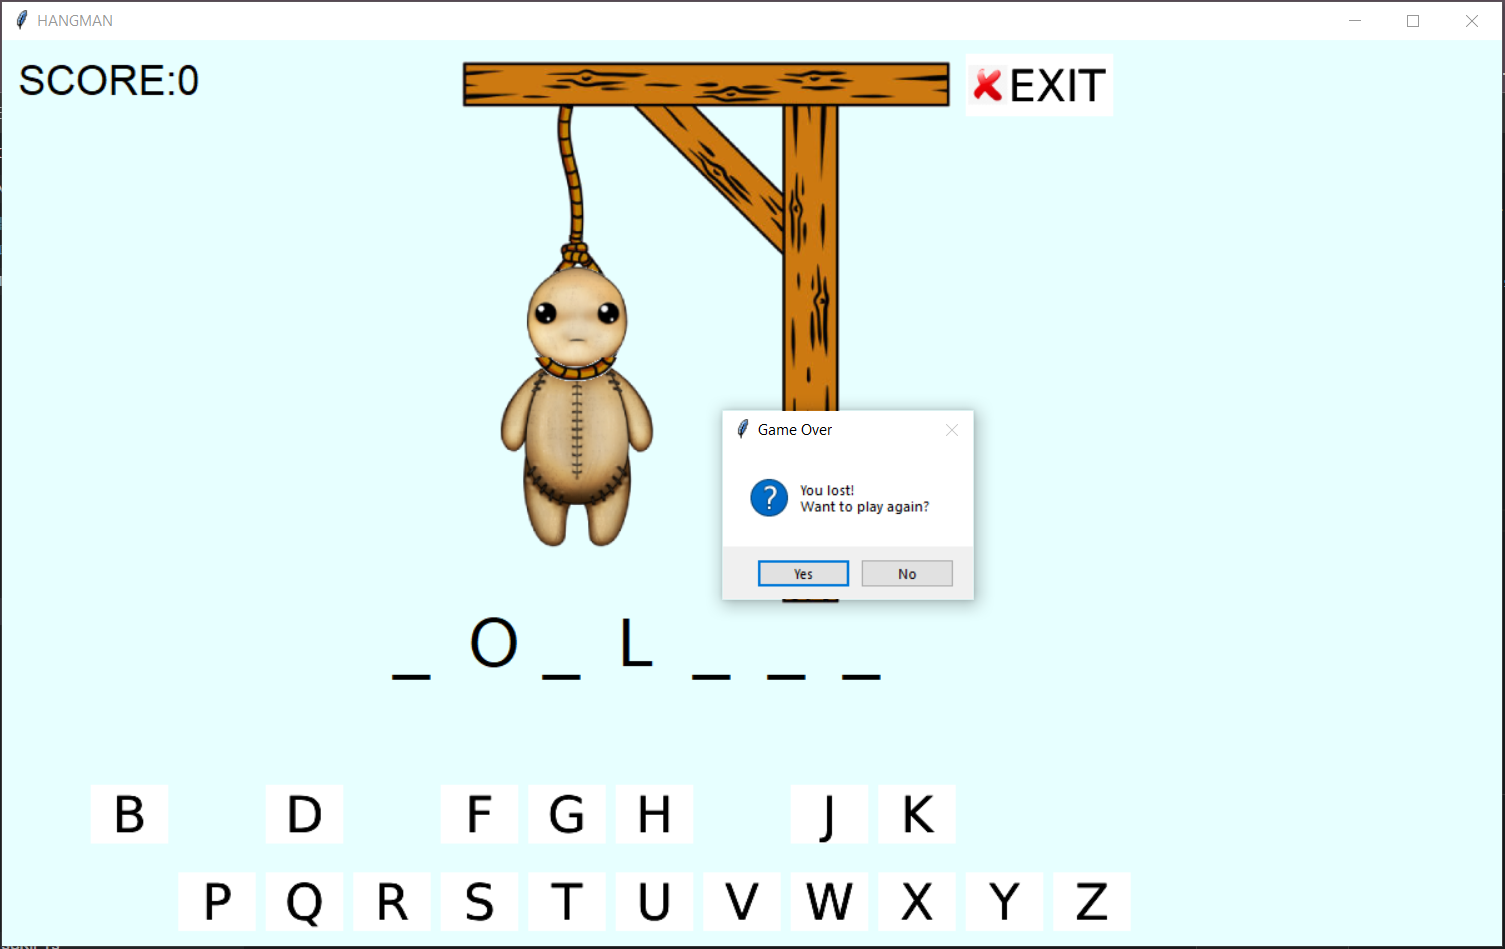 HANGMAN
SCORE:0
EXIT
Game Over
You lost!
Want to play again?
Yes No
_ O _ L _ _ _
B D F G H J K
P Q R S T U V W X Y Z